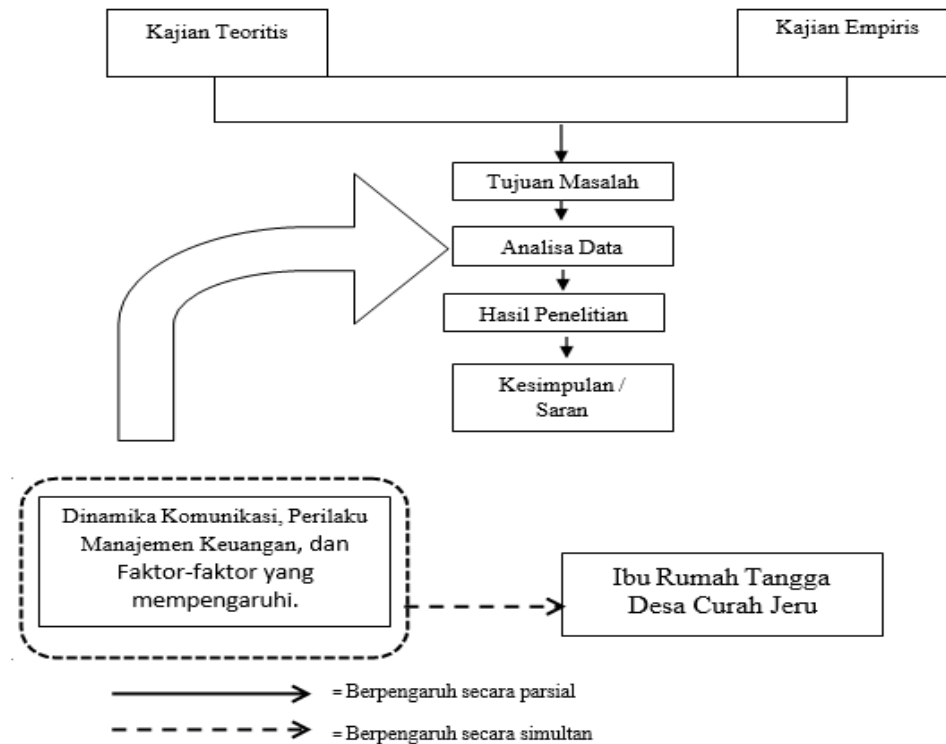 Kajian Teoritis
Kajian Empiris
Tujuan Masalah
Analisa Data
Hasil Penelitian
Kesimpulan /
Saran
Dinamika Komunikasi, Perilaku
Manajemen Keuangan, dan
Faktor-faktor yang
mempengaruhi.
Ibu Rumah Tangga
Desa Curah Jeru
= Berpengaruh secara parsial
= Berpengaruh secara simultan